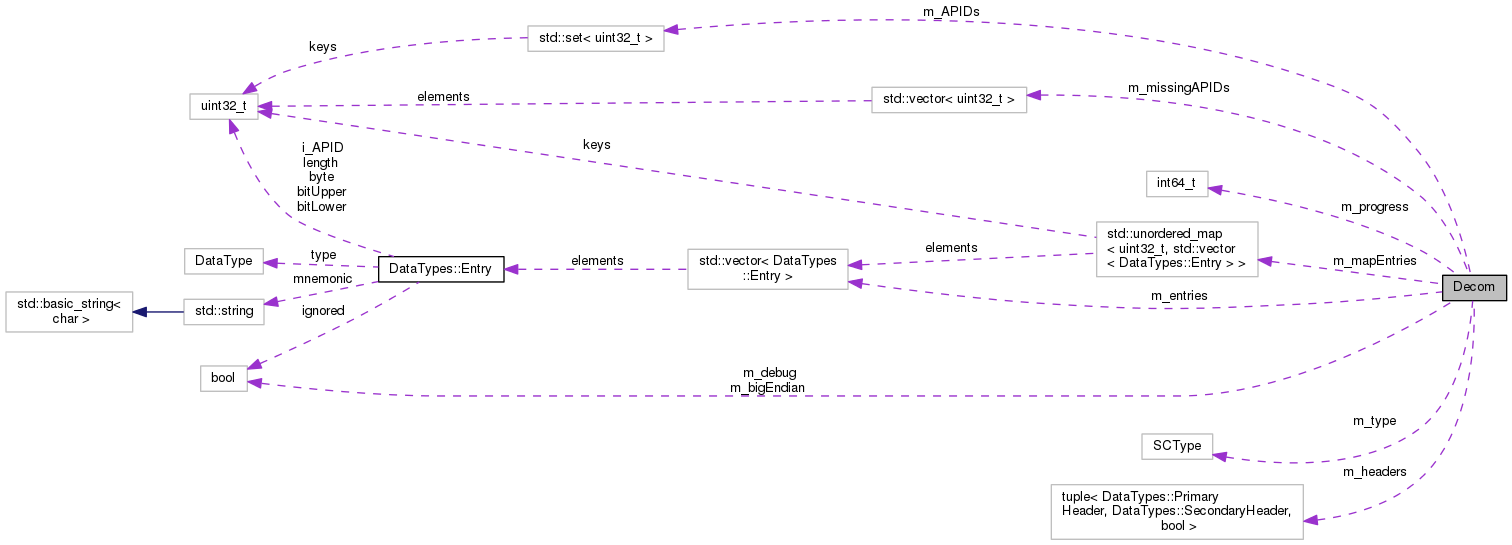 m_APIDs
std::set< uint32_t >
keys
m_missingAPIDs
uint32_t
elements
std::vector< uint32_t >
i_APID
length
byte
bitUpper
bitLower
keys
int64_t
m_progress
std::unordered_map
< uint32_t, std::vector
< DataTypes::Entry > >
DataType
type
DataTypes::Entry
elements
std::vector< DataTypes
::Entry >
elements
m_mapEntries
mnemonic
Decom
std::basic_string<
char >
std::string
ignored
m_entries
bool
m_debug
m_bigEndian
m_type
SCType
m_headers
tuple< DataTypes::Primary
Header, DataTypes::SecondaryHeader,
bool >